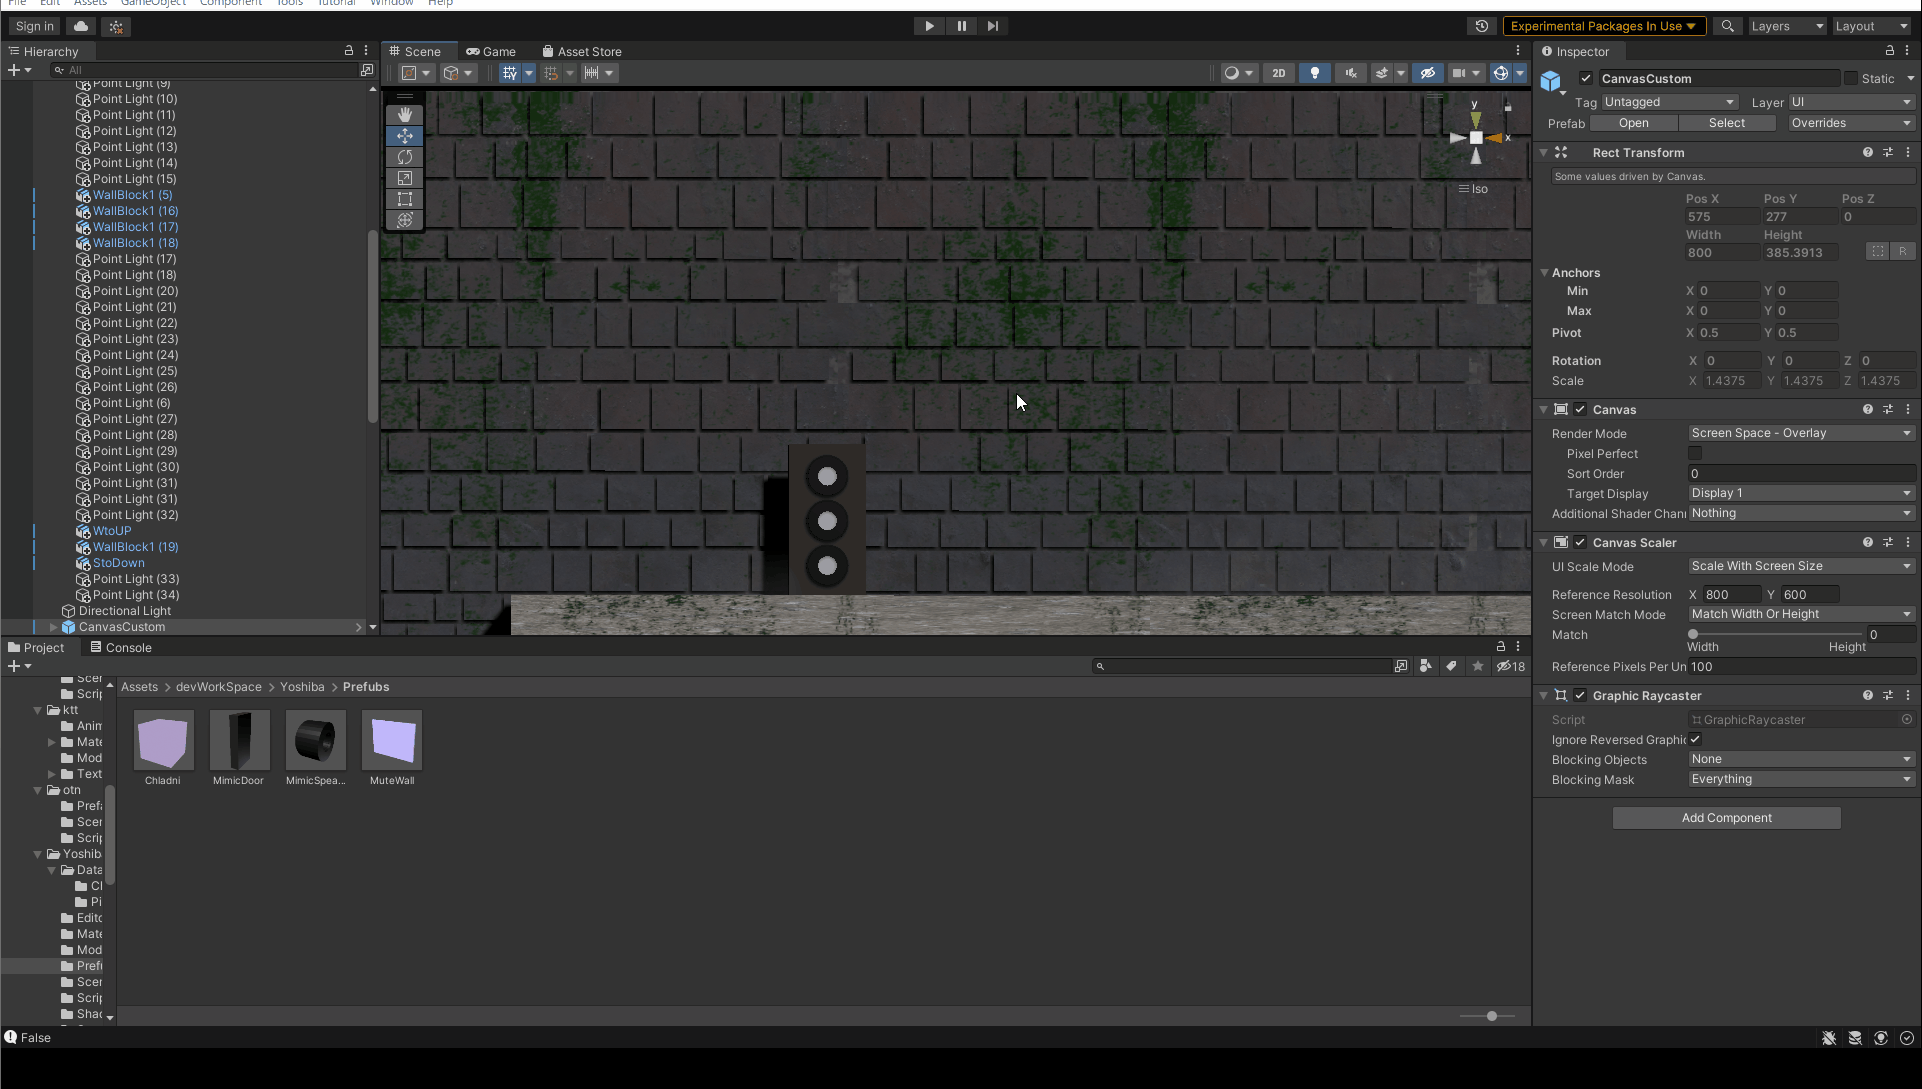 File Edit Assets GameObject Component Tools Tutorial Window Help
Sign in
Experimental Packages In Use
Layers
Layout
Hierarchy
All
Point Light (9)
Point Light (10)
Point Light (11)
Point Light (12)
Point Light (13)
Point Light (14)
Point Light (15)
WallBlock1 (5)
WallBlock1 (16)
WallBlock1 (17)
WallBlock1 (18)
Point Light (17)
Point Light (18)
Point Light (20)
Point Light (21)
Point Light (22)
Point Light (23)
Point Light (24)
Point Light (25)
Point Light (26)
Point Light (6)
Point Light (27)
Point Light (28)
Point Light (29)
Point Light (30)
Point Light (31)
Point Light (31)
Point Light (32)
WtoUP
WallBlock1 (19)
StoDown
Point Light (33)
Point Light (34)
Directional Light
CanvasCustom
Scene Game Asset Store
2D
y
x
Iso
Inspector
CanvasCustom Static
Tag Untagged Layer UI
Prefab Open Select Overrides
Rect Transform
Some values driven by Canvas.
Pos X Pos Y Pos Z
575 277 0
Width Height
800 385.3913
R
Anchors
Min X 0 Y 0
Max X 0 Y 0
Pivot X 0.5 Y 0.5
Rotation X 0 Y 0 Z 0
Scale X 1.4375 Y 1.4375 Z 1.4375
Canvas
Render Mode Screen Space - Overlay
Pixel Perfect
Sort Order 0
Target Display Display 1
Additional Shader Chan Nothing
Canvas Scaler
UI Scale Mode Scale With Screen Size
Reference Resolution X 800 Y 600
Screen Match Mode Match Width Or Height
Match 0
Width Height
Reference Pixels Per Un 100
Graphic Raycaster
Script GraphicRaycaster
Ignore Reversed Graphic
Blocking Objects None
Blocking Mask Everything
Add Component
Project Console
18
Scer
Scrip
ktt
Anim
Mate
Mod
Text
otn
Prefa
Scer
Scrip
Yoshib
Data
Cl
Pi
Edito
Mate
Mod
Prefu
Scer
Scrip
Shac
Assets > devWorkSpace > Yoshiba > Prefubs
Chladni
MimicDoor
MimicSpea...
MuteWall
False